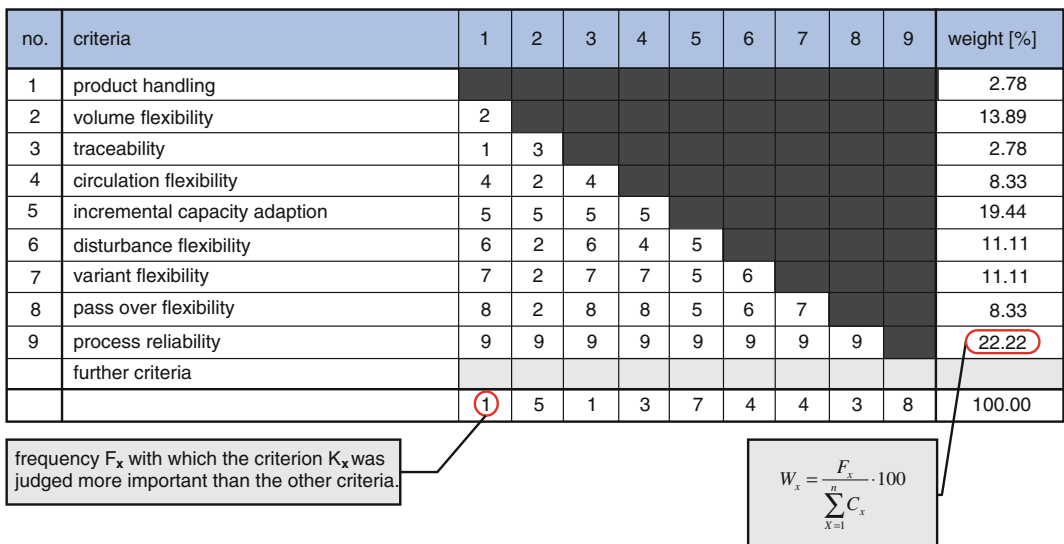 no. criteria 1 2 3 4 5 6 7 8 9 weight [%]
1 product handling 2.78
2 volume flexibility 2 13.89
3 traceability 1 3 2.78
4 circulation flexibility 4 2 4 8.33
5 incremental capacity adaption 5 5 5 5 19.44
6 disturbance flexibility 6 2 6 4 5 11.11
7 variant flexibility 7 2 7 7 5 6 11.11
8 pass over flexibility 8 2 8 8 5 6 7 8.33
9 process reliability 9 9 9 9 9 9 9 9 22.22
further criteria
1 5 1 3 7 4 4 3 8 100.00
frequency Fx with which the criterion Kx was
judged more important than the other criteria.
W_x = F_x / n∑X=1 C_x · 100